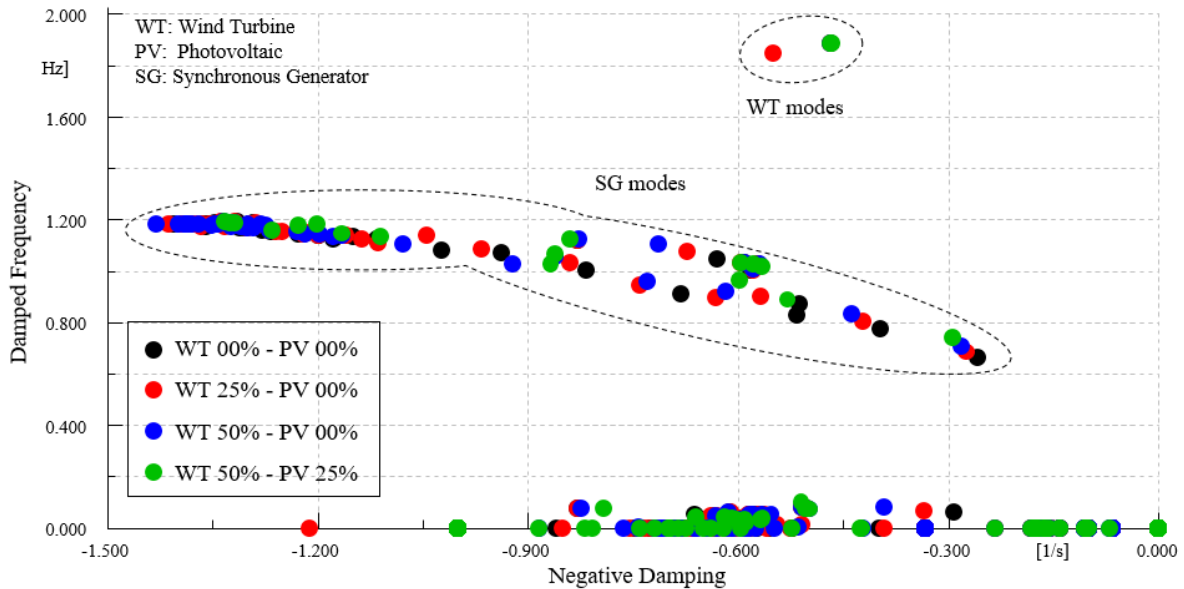 2.000
WT: Wind Turbine
PV: Photovoltaic
Hz]
SG: Synchronous Generator
WT modes
1.600
SG modes
1.200
Damped Frequency
0.800
WT 00% - PV 00%
WT 25% - PV 00%
0.400
WT 50% - PV 00%
WT 50% - PV 25%
0.000
-1.500
-1.200
-0.900
-0.600
-0.300
[1/s]
0.000
Negative Damping